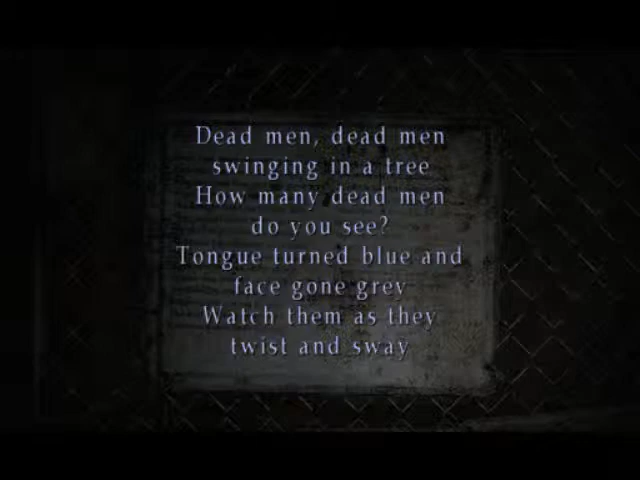 Dead men, dead men
swinging in a tree
How many dead men
do you see?
Tongue turned blue and
face gone grey
Watch them as they
twist and sway